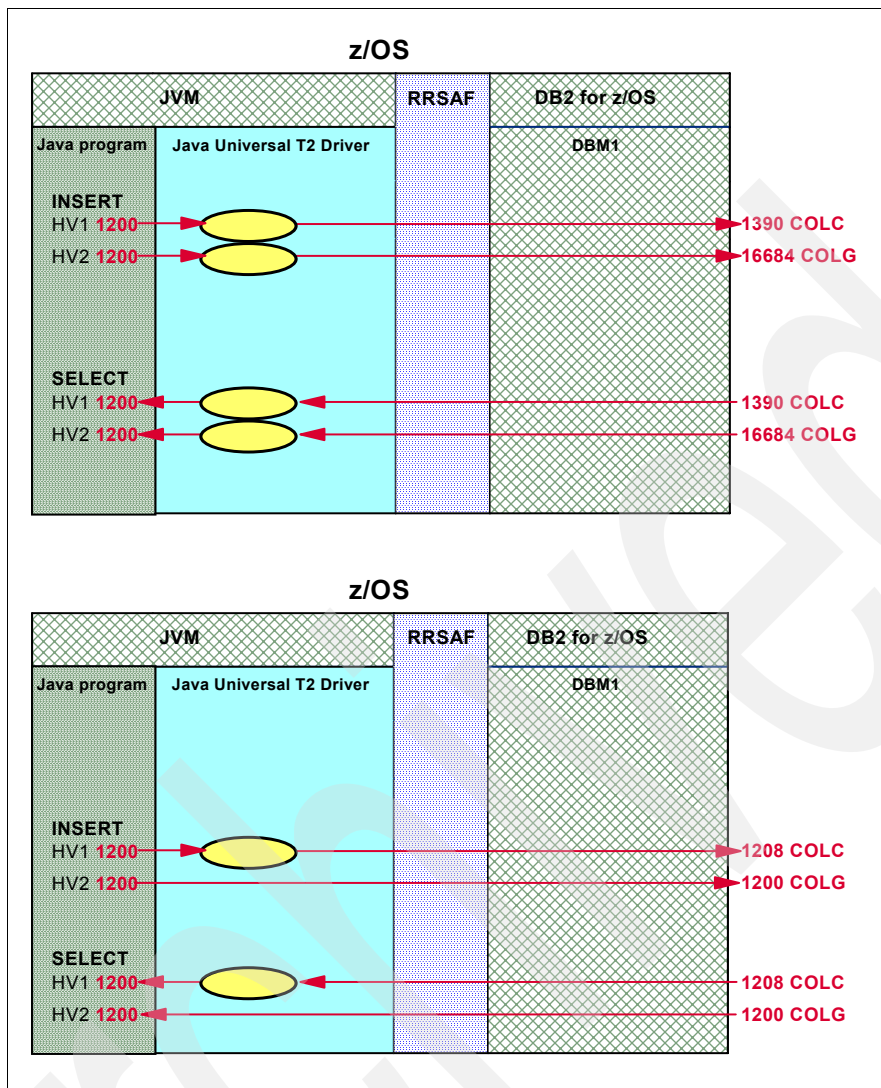 z/OS
JVM RRSAF DB2 for z/OS
Java program Java Universal T2 Driver DBM1
INSERT
HV1 1200 1390 COLC
HV2 1200 16684 COLG
SELECT
HV1 1200 1390 COLC
HV2 1200 16684 COLG
z/OS
JVM RRSAF DB2 for z/OS
Java program Java Universal T2 Driver DBM1
INSERT
HV1 1200 1208 COLC
HV2 1200 1200 COLG
SELECT
HV1 1200 1208 COLC
HV2 1200 1200 COLG